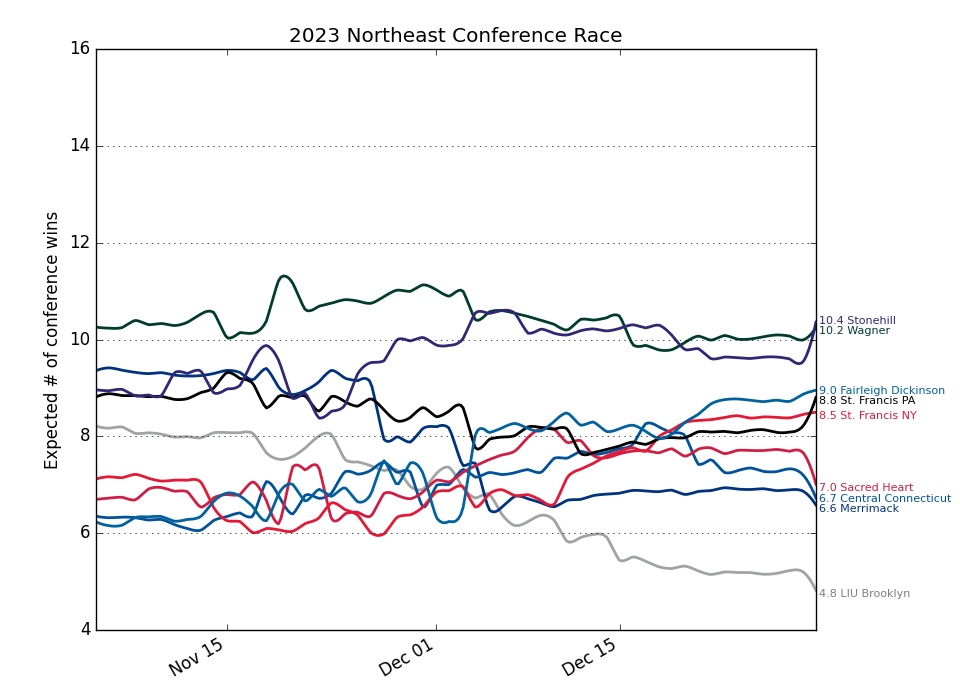 2023 Northeast Conference Race
Expected # of conference wins
16
14
12
10
8
6
4
Nov 15
Dec 01
Dec 15
10.4 Stonehill
10.2 Wagner
9.0 Fairleigh Dickinson
8.8 St. Francis PA
8.5 St. Francis NY
7.0 Sacred Heart
6.7 Central Connecticut
6.6 Merrimack
4.8 LIU Brooklyn